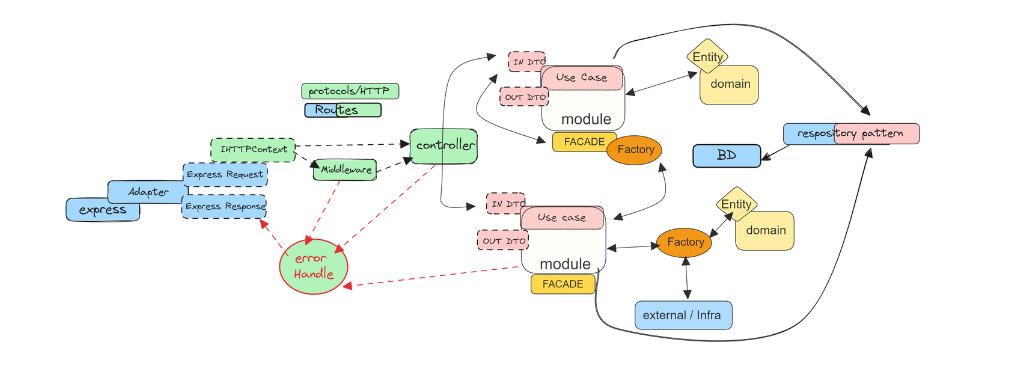 protocols/HTTP
Routes
IHTTPContext
Express Request
Adapter
Express Response
express
Middleware
controller
error
Handle
IN DTO
Use Case
OUT DTO
module
FACADE
Factory
Entity
domain
respository pattern
BD
IN DTO
Use case
OUT DTO
module
FACADE
Factory
Entity
domain
external / Infra